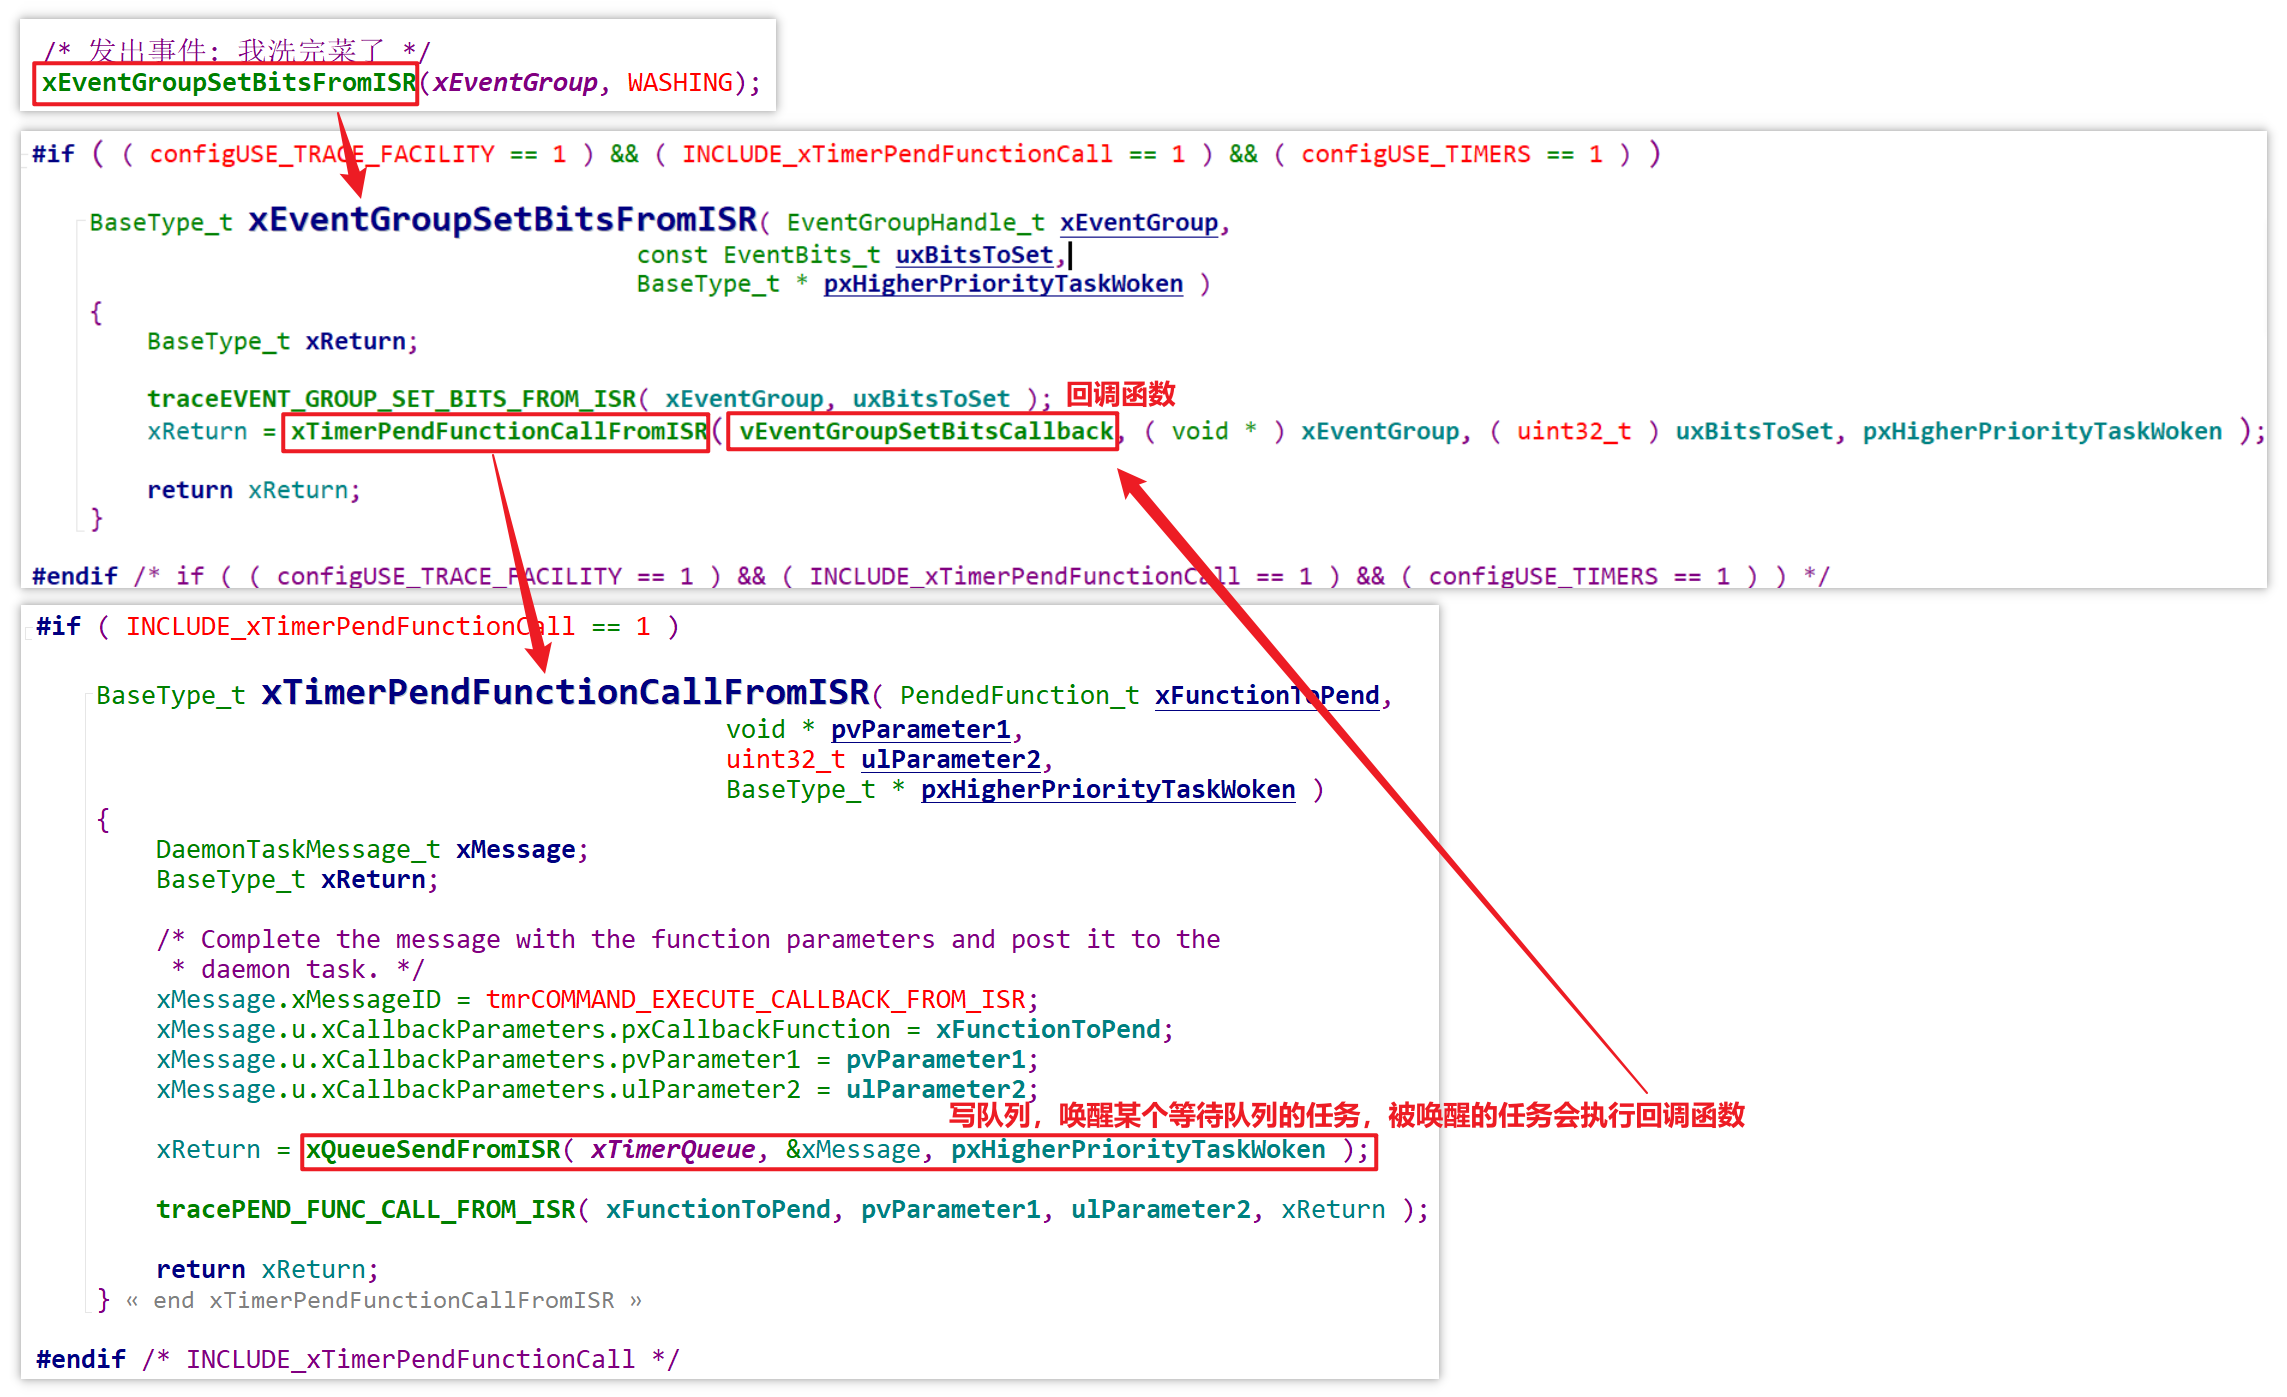 /* 发出事件: 我洗完菜了 */
xEventGroupSetBitsFromISR(xEventGroup, WASHING);
#if ( ( configUSE_TRACE_FACILITY == 1 ) && ( INCLUDE_xTimerPendFunctionCall == 1 ) && ( configUSE_TIMERS == 1 ) )
BaseType_t xEventGroupSetBitsFromISR( EventGroupHandle_t xEventGroup,
const EventBits_t uxBitsToSet,
BaseType_t * pxHigherPriorityTaskWoken )
{
BaseType_t xReturn;
traceEVENT_GROUP_SET_BITS_FROM_ISR( xEventGroup, uxBitsToSet ); 回调函数
xReturn = xTimerPendFunctionCallFromISR( vEventGroupSetBitsCallback, ( void * ) xEventGroup, ( uint32_t ) uxBitsToSet, pxHigherPriorityTaskWoken );
return xReturn;
}
#endif /* if ( ( configUSE_TRACE_FACILITY == 1 ) && ( INCLUDE_xTimerPendFunctionCall == 1 ) && ( configUSE_TIMERS == 1 ) ) */
#if ( INCLUDE_xTimerPendFunctionCall == 1 )
BaseType_t xTimerPendFunctionCallFromISR( PendedFunction_t xFunctionToPend,
void * pvParameter1,
uint32_t ulParameter2,
BaseType_t * pxHigherPriorityTaskWoken )
{
DaemonTaskMessage_t xMessage;
BaseType_t xReturn;
/* Complete the message with the function parameters and post it to the
* daemon task. */
xMessage.xMessageID = tmrCOMMAND_EXECUTE_CALLBACK_FROM_ISR;
xMessage.u.xCallbackParameters.pxCallbackFunction = xFunctionToPend;
xMessage.u.xCallbackParameters.pvParameter1 = pvParameter1;
xMessage.u.xCallbackParameters.ulParameter2 = ulParameter2;
写队列，唤醒某个等待队列的任务，被唤醒的任务会执行回调函数
xReturn = xQueueSendFromISR( xTimerQueue, &xMessage, pxHigherPriorityTaskWoken );
tracePEND_FUNC_CALL_FROM_ISR( xFunctionToPend, pvParameter1, ulParameter2, xReturn );
return xReturn;
} « end xTimerPendFunctionCallFromISR »
#endif /* INCLUDE_xTimerPendFunctionCall */